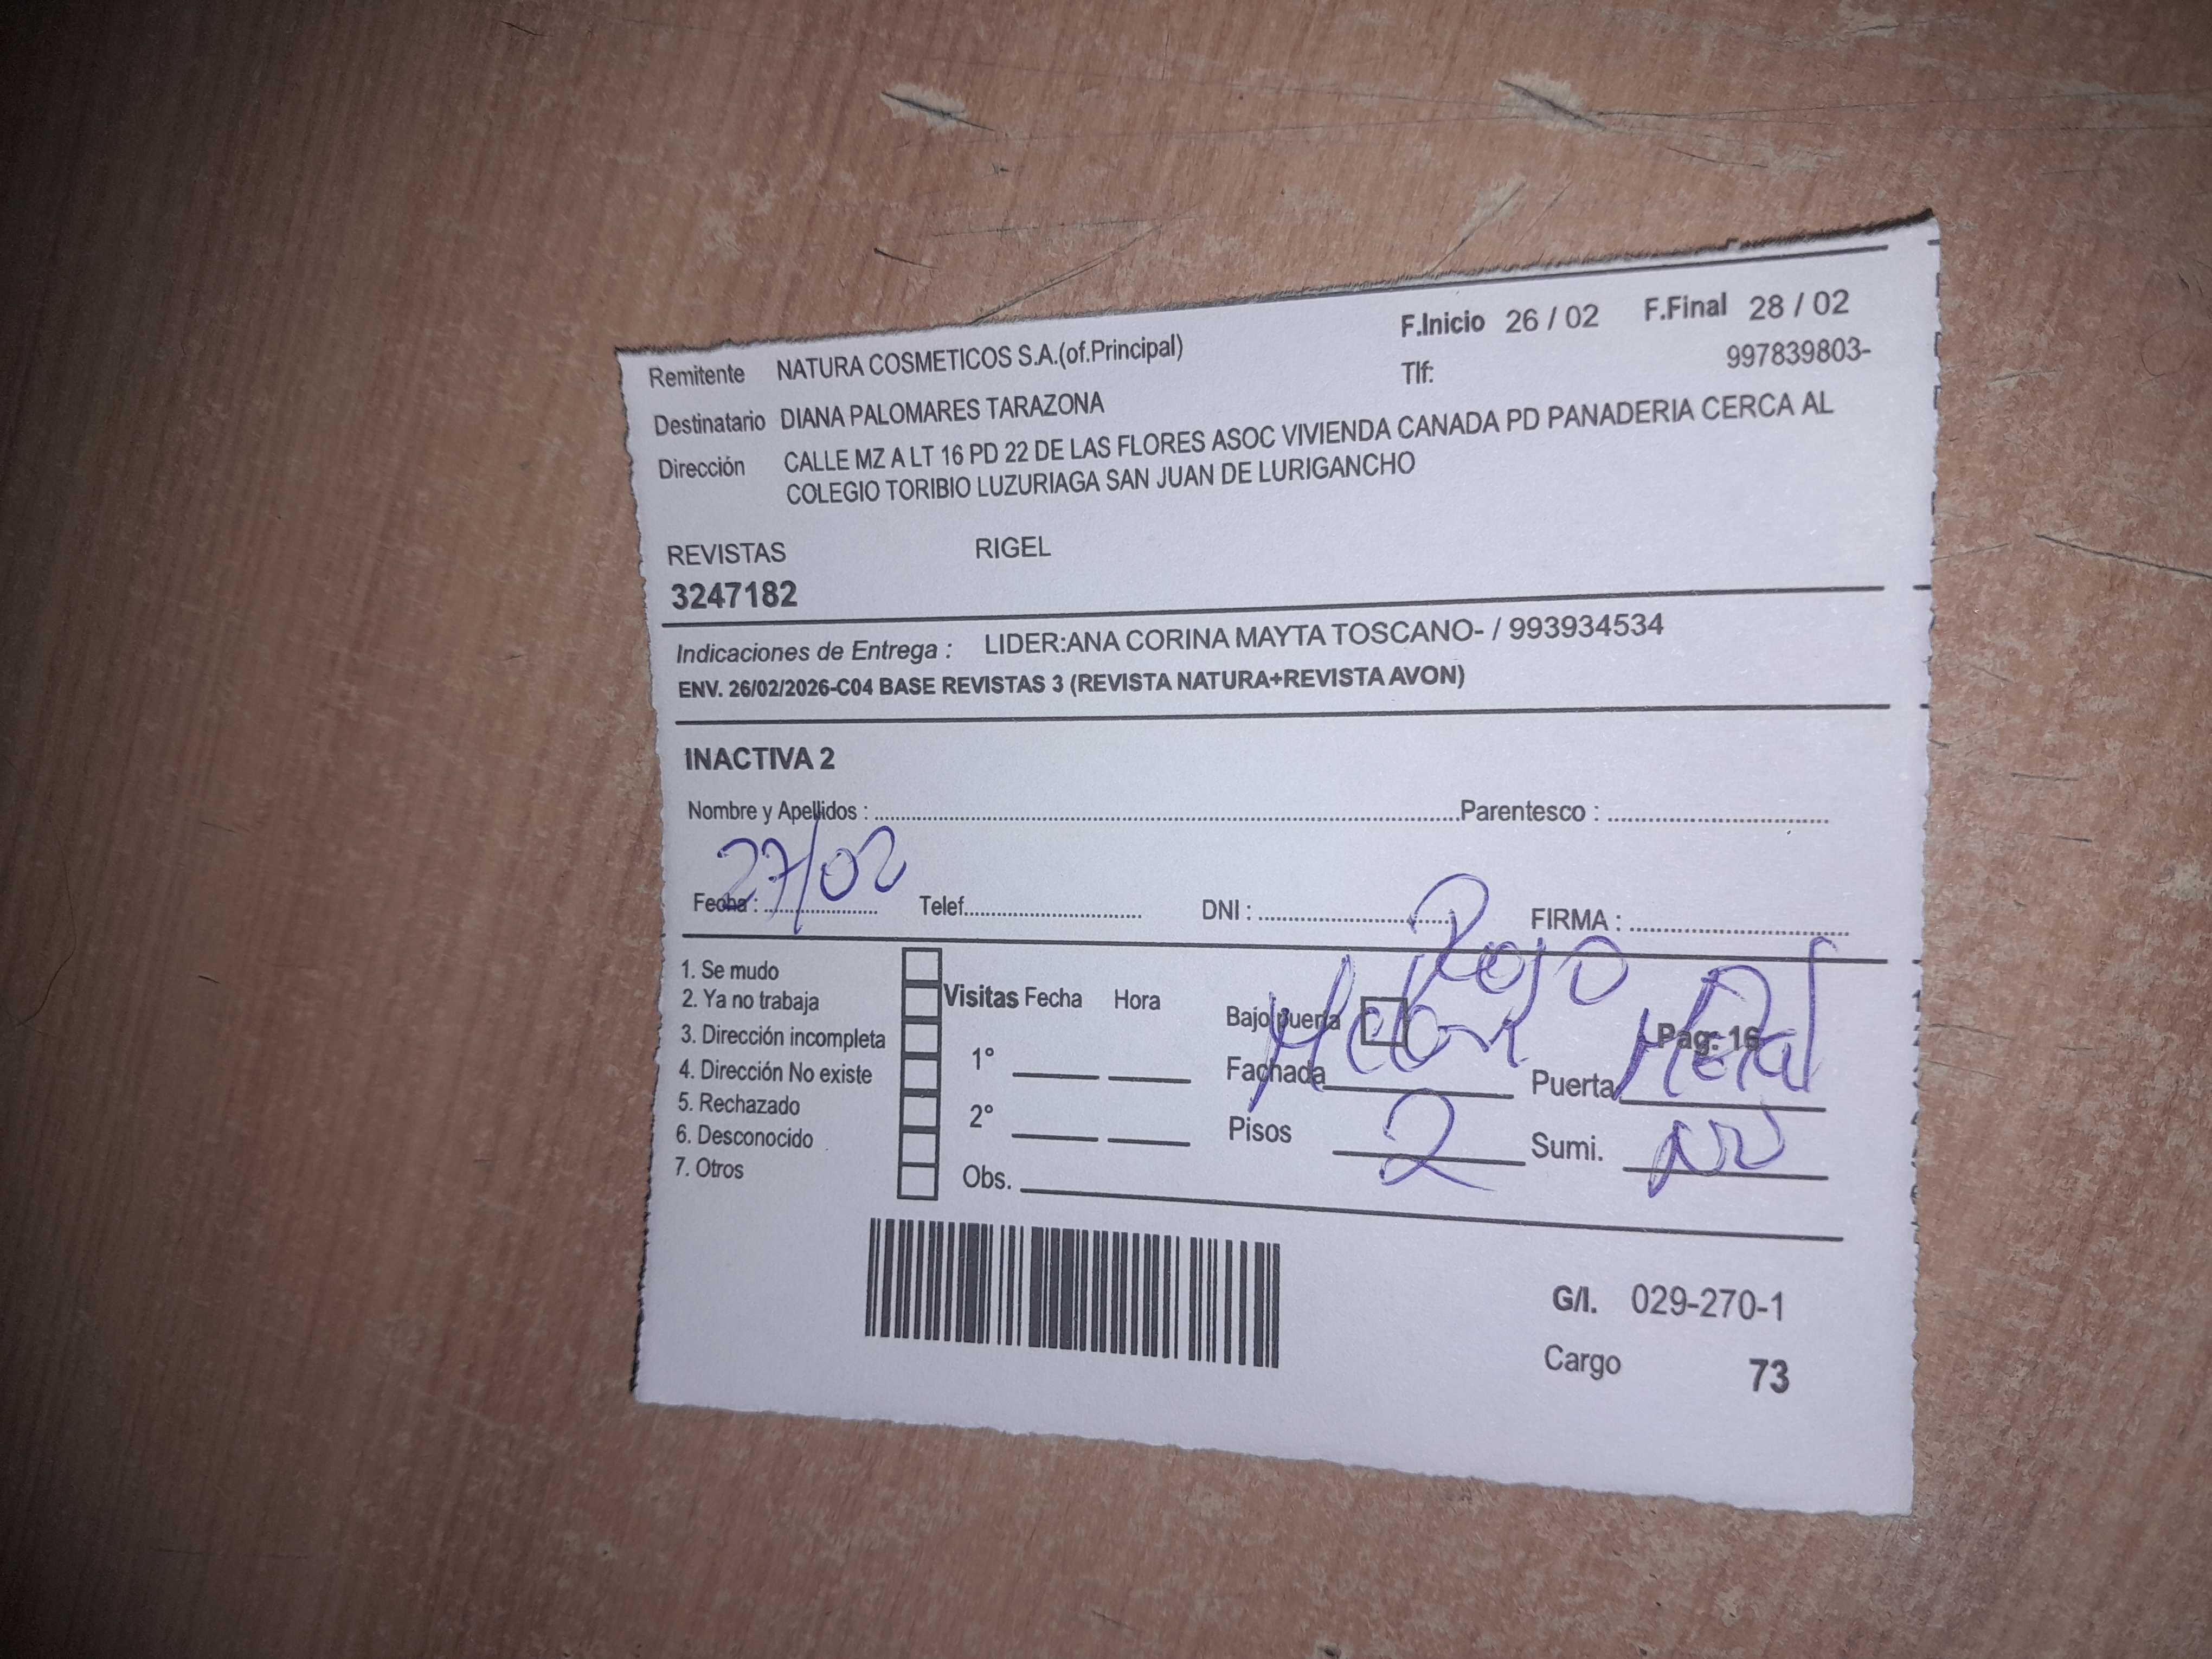 F.Inicio 26 / 02 F.Final 28 / 02
Remitente NATURA COSMETICOS S.A.(of.Principal) Tlf: 997839803-
Destinatario DIANA PALOMARES TARAZONA
Dirección CALLE MZ A LT 16 PD 22 DE LAS FLORES ASOC VIVIENDA CANADA PD PANADERIA CERCA AL
COLEGIO TORIBIO LUZURIAGA SAN JUAN DE LURIGANCHO
REVISTAS RIGEL
3247182
Indicaciones de Entrega : LIDER:ANA CORINA MAYTA TOSCANO- / 993934534
ENV. 26/02/2026-C04 BASE REVISTAS 3 (REVISTA NATURA+REVISTA AVON)
INACTIVA 2
Nombre y Apellidos : Parentesco :
Fecha : 27/02 Telef. DNI : FIRMA :
Rojo
1. Se mudo
2. Ya no trabaja
3. Dirección incompleta
4. Dirección No existe
5. Rechazado
6. Desconocido
7. Otros
Visitas Fecha Hora
1°
2°
Obs.
Bajo puerta Pag: 16
Fachada Melon Puerta Metal
Pisos 2 Sumi. NO
G/I. 029-270-1
Cargo 73